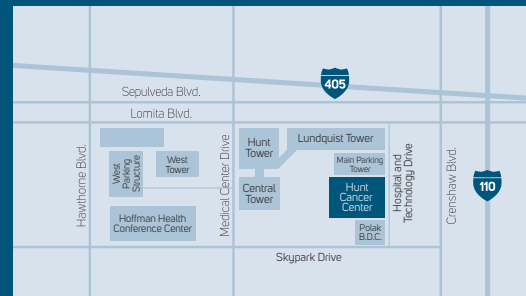 405
Sepulveda Blvd.
Lomita Blvd.
Hawthorne Blvd.
West
Parking
Structure
West
Tower
Hoffman Health
Conference Center
Medical Center Drive
Hunt
Tower
Central
Tower
Lundquist Tower
Main Parking
Tower
Hunt
Cancer
Center
Polak
B.D.C.
Hospital and
Technology Drive
Crenshaw Blvd.
110
Skypark Drive